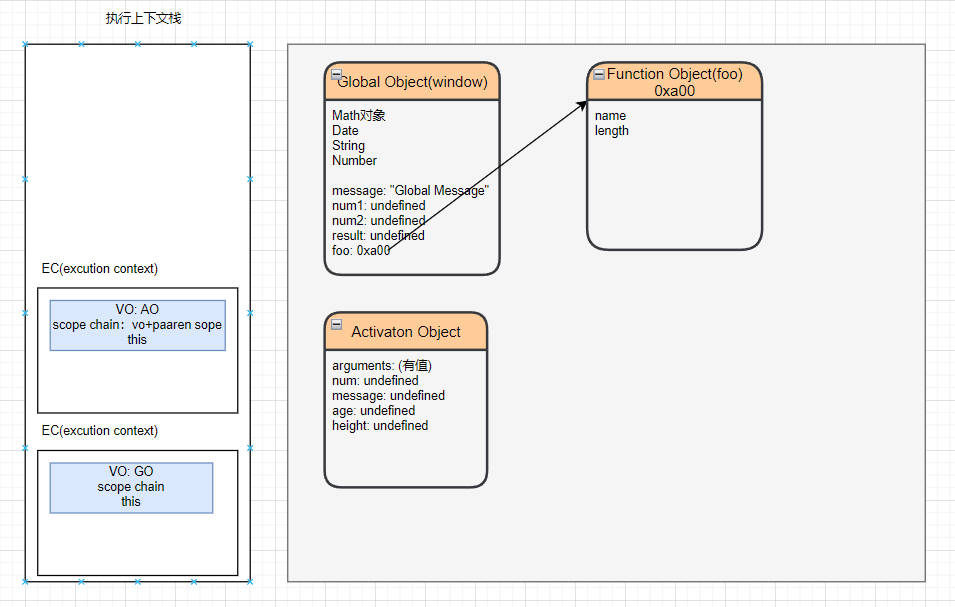 执行上下文栈
EC(excution context)
VO: AO
scope chain：vo+paaren sope
this
EC(excution context)
VO: GO
scope chain
this
Global Object(window)
Math对象
Date
String
Number
message: "Global Message"
num1: undefined
num2: undefined
result: undefined
foo: 0xa00
Function Object(foo)
0xa00
name
length
Activaton Object
arguments: (有值)
num: undefined
message: undefined
age: undefined
height: undefined